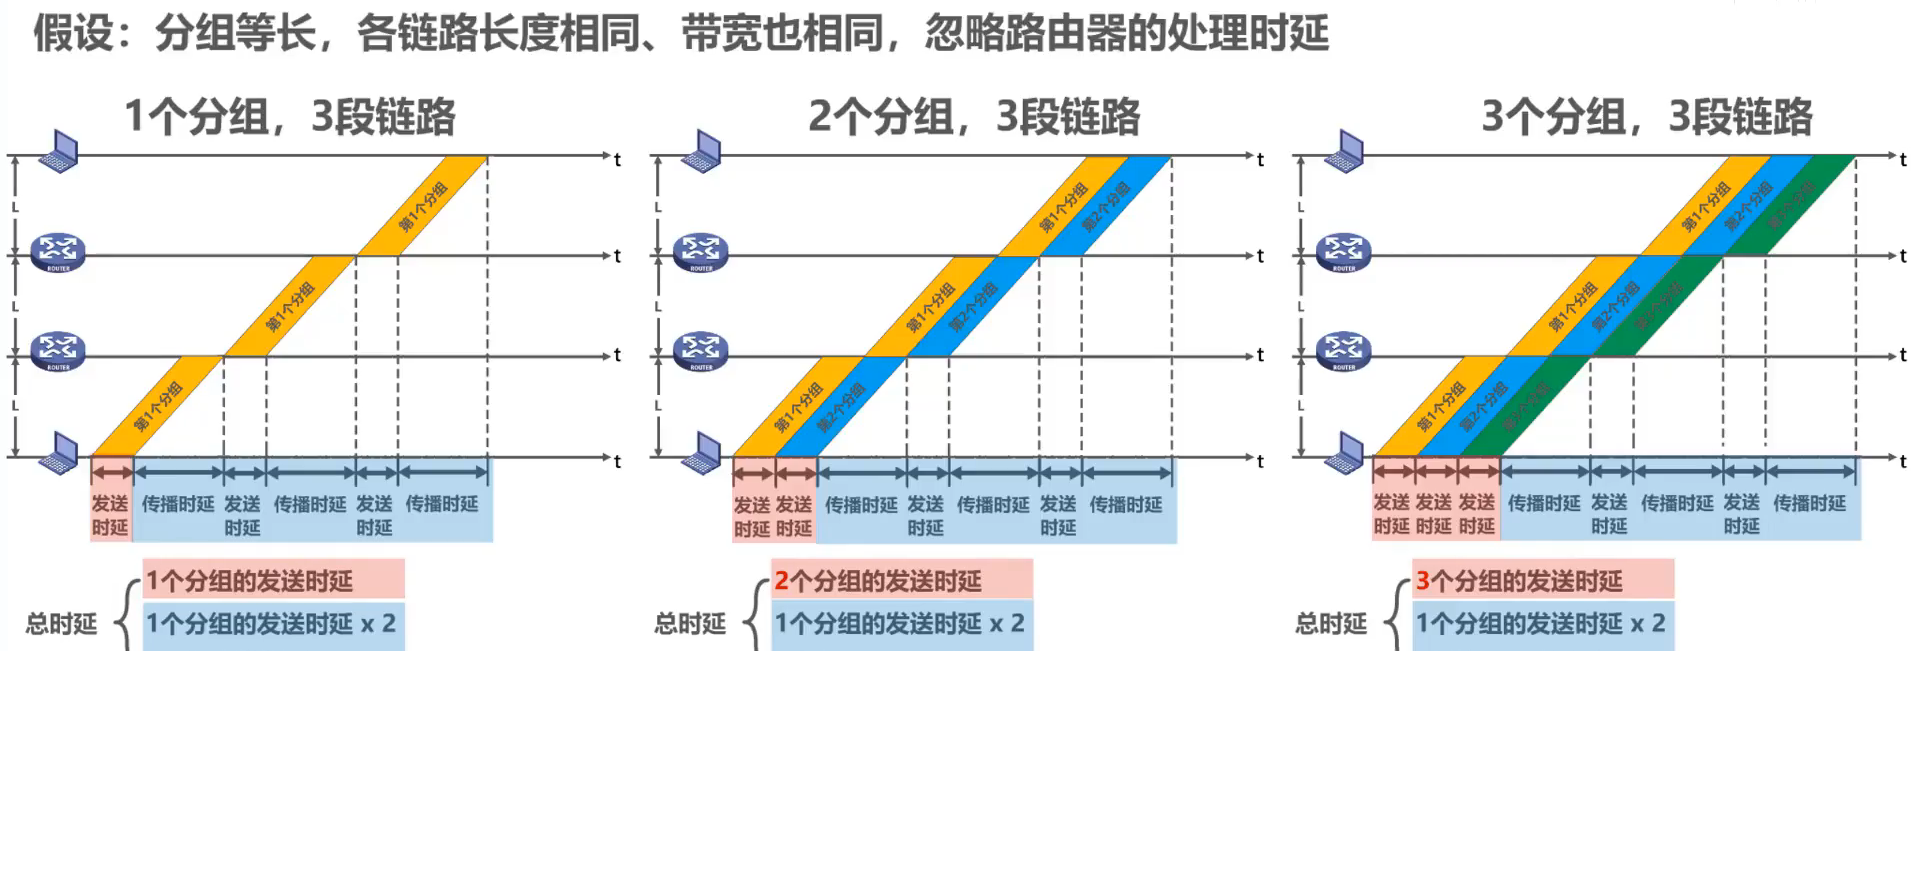 假设：分组等长，各链路长度相同、带宽也相同，忽略路由器的处理时延
1个分组，3段链路
t
L
第1个分组
ROUTER
t
L
第1个分组
ROUTER
t
L
第1个分组
t
发送时延
传播时延
发送时延
传播时延
发送时延
传播时延
总时延
1个分组的发送时延
1个分组的发送时延 x 2
2个分组，3段链路
t
L
第1个分组
第2个分组
ROUTER
t
L
第1个分组
第2个分组
ROUTER
t
L
第1个分组
第2个分组
t
发送时延
发送时延
传播时延
发送时延
传播时延
发送时延
传播时延
总时延
2个分组的发送时延
1个分组的发送时延 x 2
3个分组，3段链路
t
L
第1个分组
第2个分组
第3个分组
ROUTER
t
L
第1个分组
第2个分组
第3个分组
ROUTER
t
L
第1个分组
第2个分组
第3个分组
t
发送时延
发送时延
发送时延
传播时延
发送时延
传播时延
发送时延
传播时延
总时延
3个分组的发送时延
1个分组的发送时延 x 2